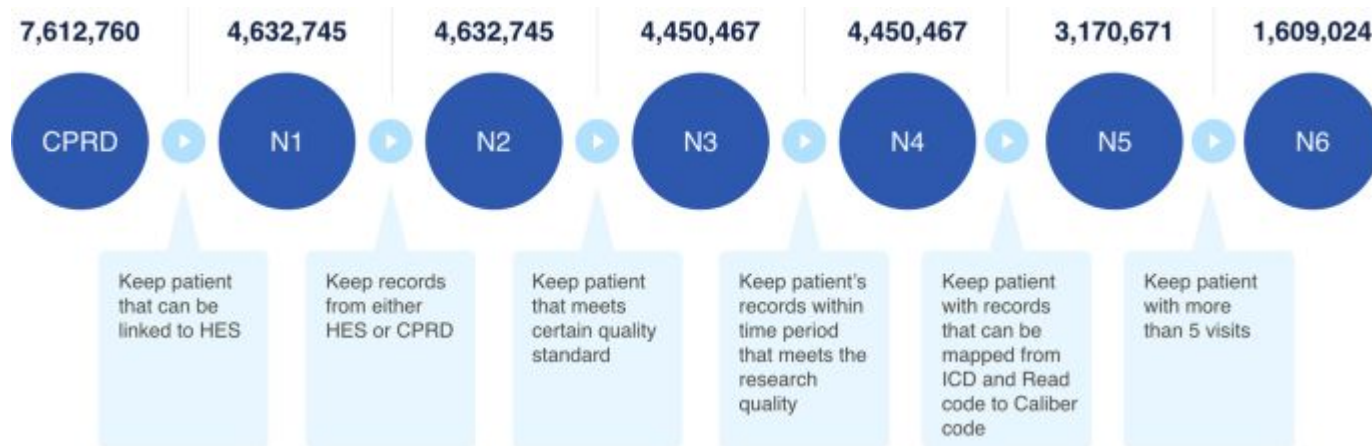 7,612,760
4,632,745
4,632,745
4,450,467
4,450,467
3,170,671
1,609,024
CPRD
N1
N2
N3
N4
N5
N6
Keep patient
that can be
linked to HES
Keep records
from either
HES or CPRD
Keep patient
that meets
certain quality
standard
Keep patient's
records within
time period
that meets the
research
quality
Keep patient
with records
that can be
mapped from
ICD and Read
code to Caliber
code
Keep patient
with more
than 5 visits